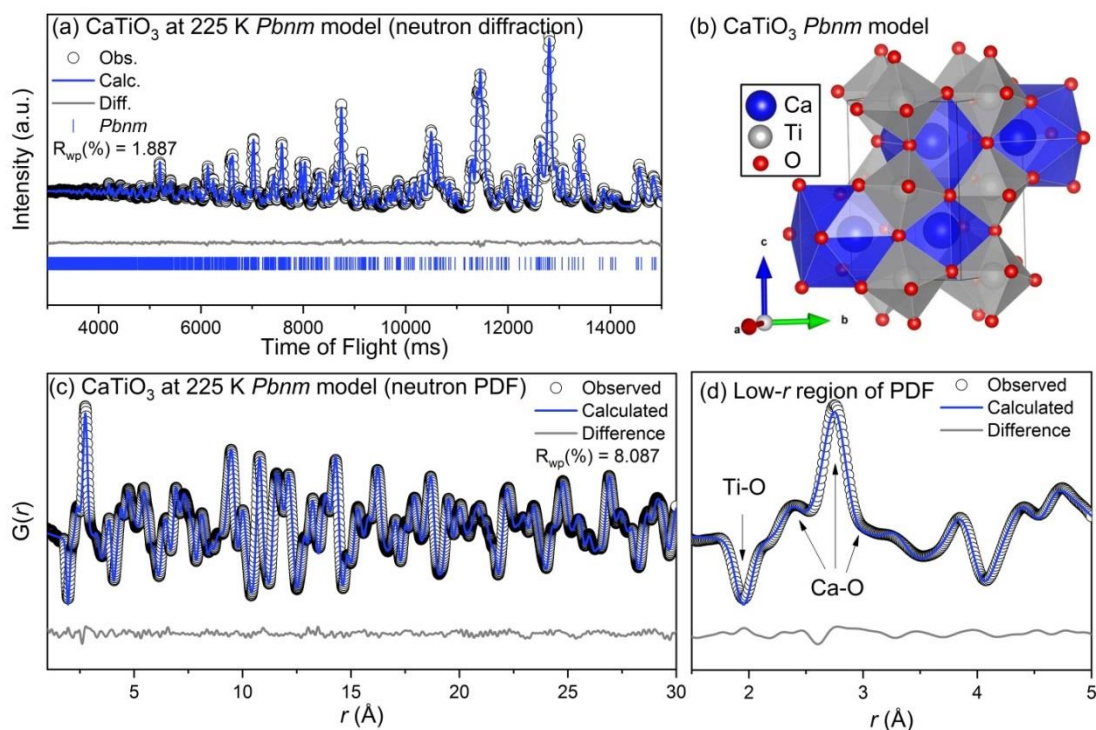 (a) CaTiO3 at 225 K Pbnm model (neutron diffraction)
Obs.
Calc.
Diff.
Pbnm
Rwp(%) = 1.887
Intensity (a.u.)
4000 6000 8000 10000 12000 14000
Time of Flight (ms)
(b) CaTiO3 Pbnm model
Ca
Ti
O
c
a
b
(c) CaTiO3 at 225 K Pbnm model (neutron PDF)
Observed
Calculated
Difference
Rwp(%) = 8.087
G(r)
5 10 15 20 25 30
r (Å)
(d) Low-r region of PDF
Observed
Calculated
Difference
Ti-O
Ca-O
2 3 4 5
r (Å)